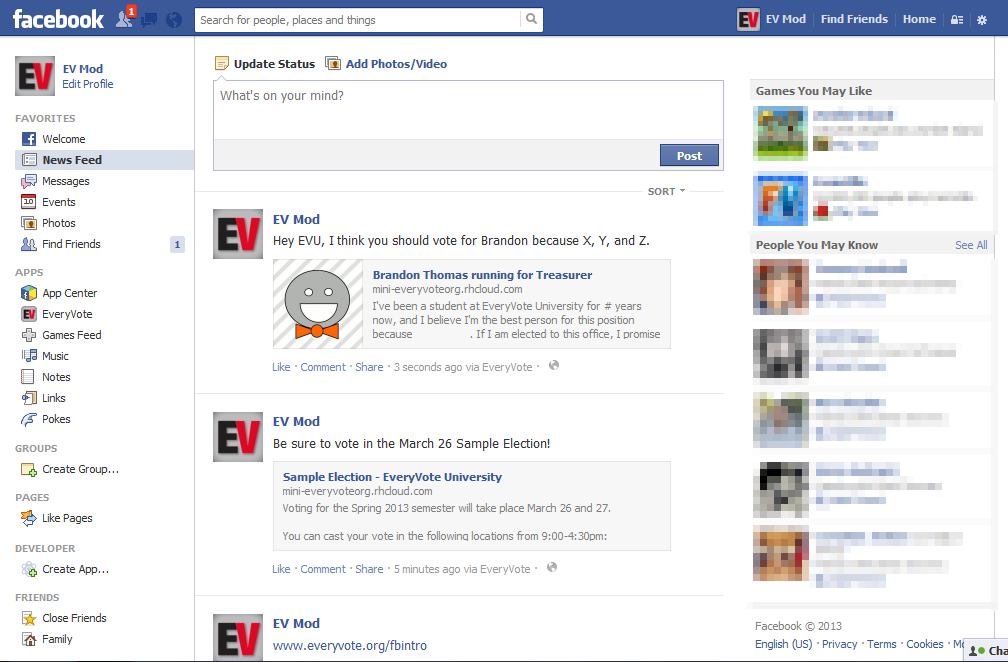 facebook
1
Search for people, places and things
EV
EV Mod
Find Friends
Home
EV
EV Mod
Edit Profile
FAVORITES
Welcome
News Feed
Messages
10
Events
Photos
Find Friends
1
APPS
App Center
EV
EveryVote
Games Feed
Music
Notes
Links
Pokes
GROUPS
Create Group...
PAGES
Like Pages
DEVELOPER
Create App...
FRIENDS
Close Friends
Family
Update Status
Add Photos/Video
What's on your mind?
Post
SORT
EV
EV Mod
Hey EVU, I think you should vote for Brandon because X, Y, and Z.
Brandon Thomas running for Treasurer
mini-everyvoteorg.rhcloud.com
I've been a student at EveryVote University for # years
now, and I believe I'm the best person for this position
because . If I am elected to this office, I promise
Like · Comment · Share · 3 seconds ago via EveryVote ·
EV
EV Mod
Be sure to vote in the March 26 Sample Election!
Sample Election - EveryVote University
mini-everyvoteorg.rhcloud.com
Voting for the Spring 2013 semester will take place March 26 and 27.
You can cast your vote in the following locations from 9:00-4:30pm:
Like · Comment · Share · 5 minutes ago via EveryVote ·
EV
EV Mod
www.everyvote.org/fbintro
Games You May Like
People You May Know
See All
Facebook © 2013
English (US) · Privacy · Terms · Cookies ·